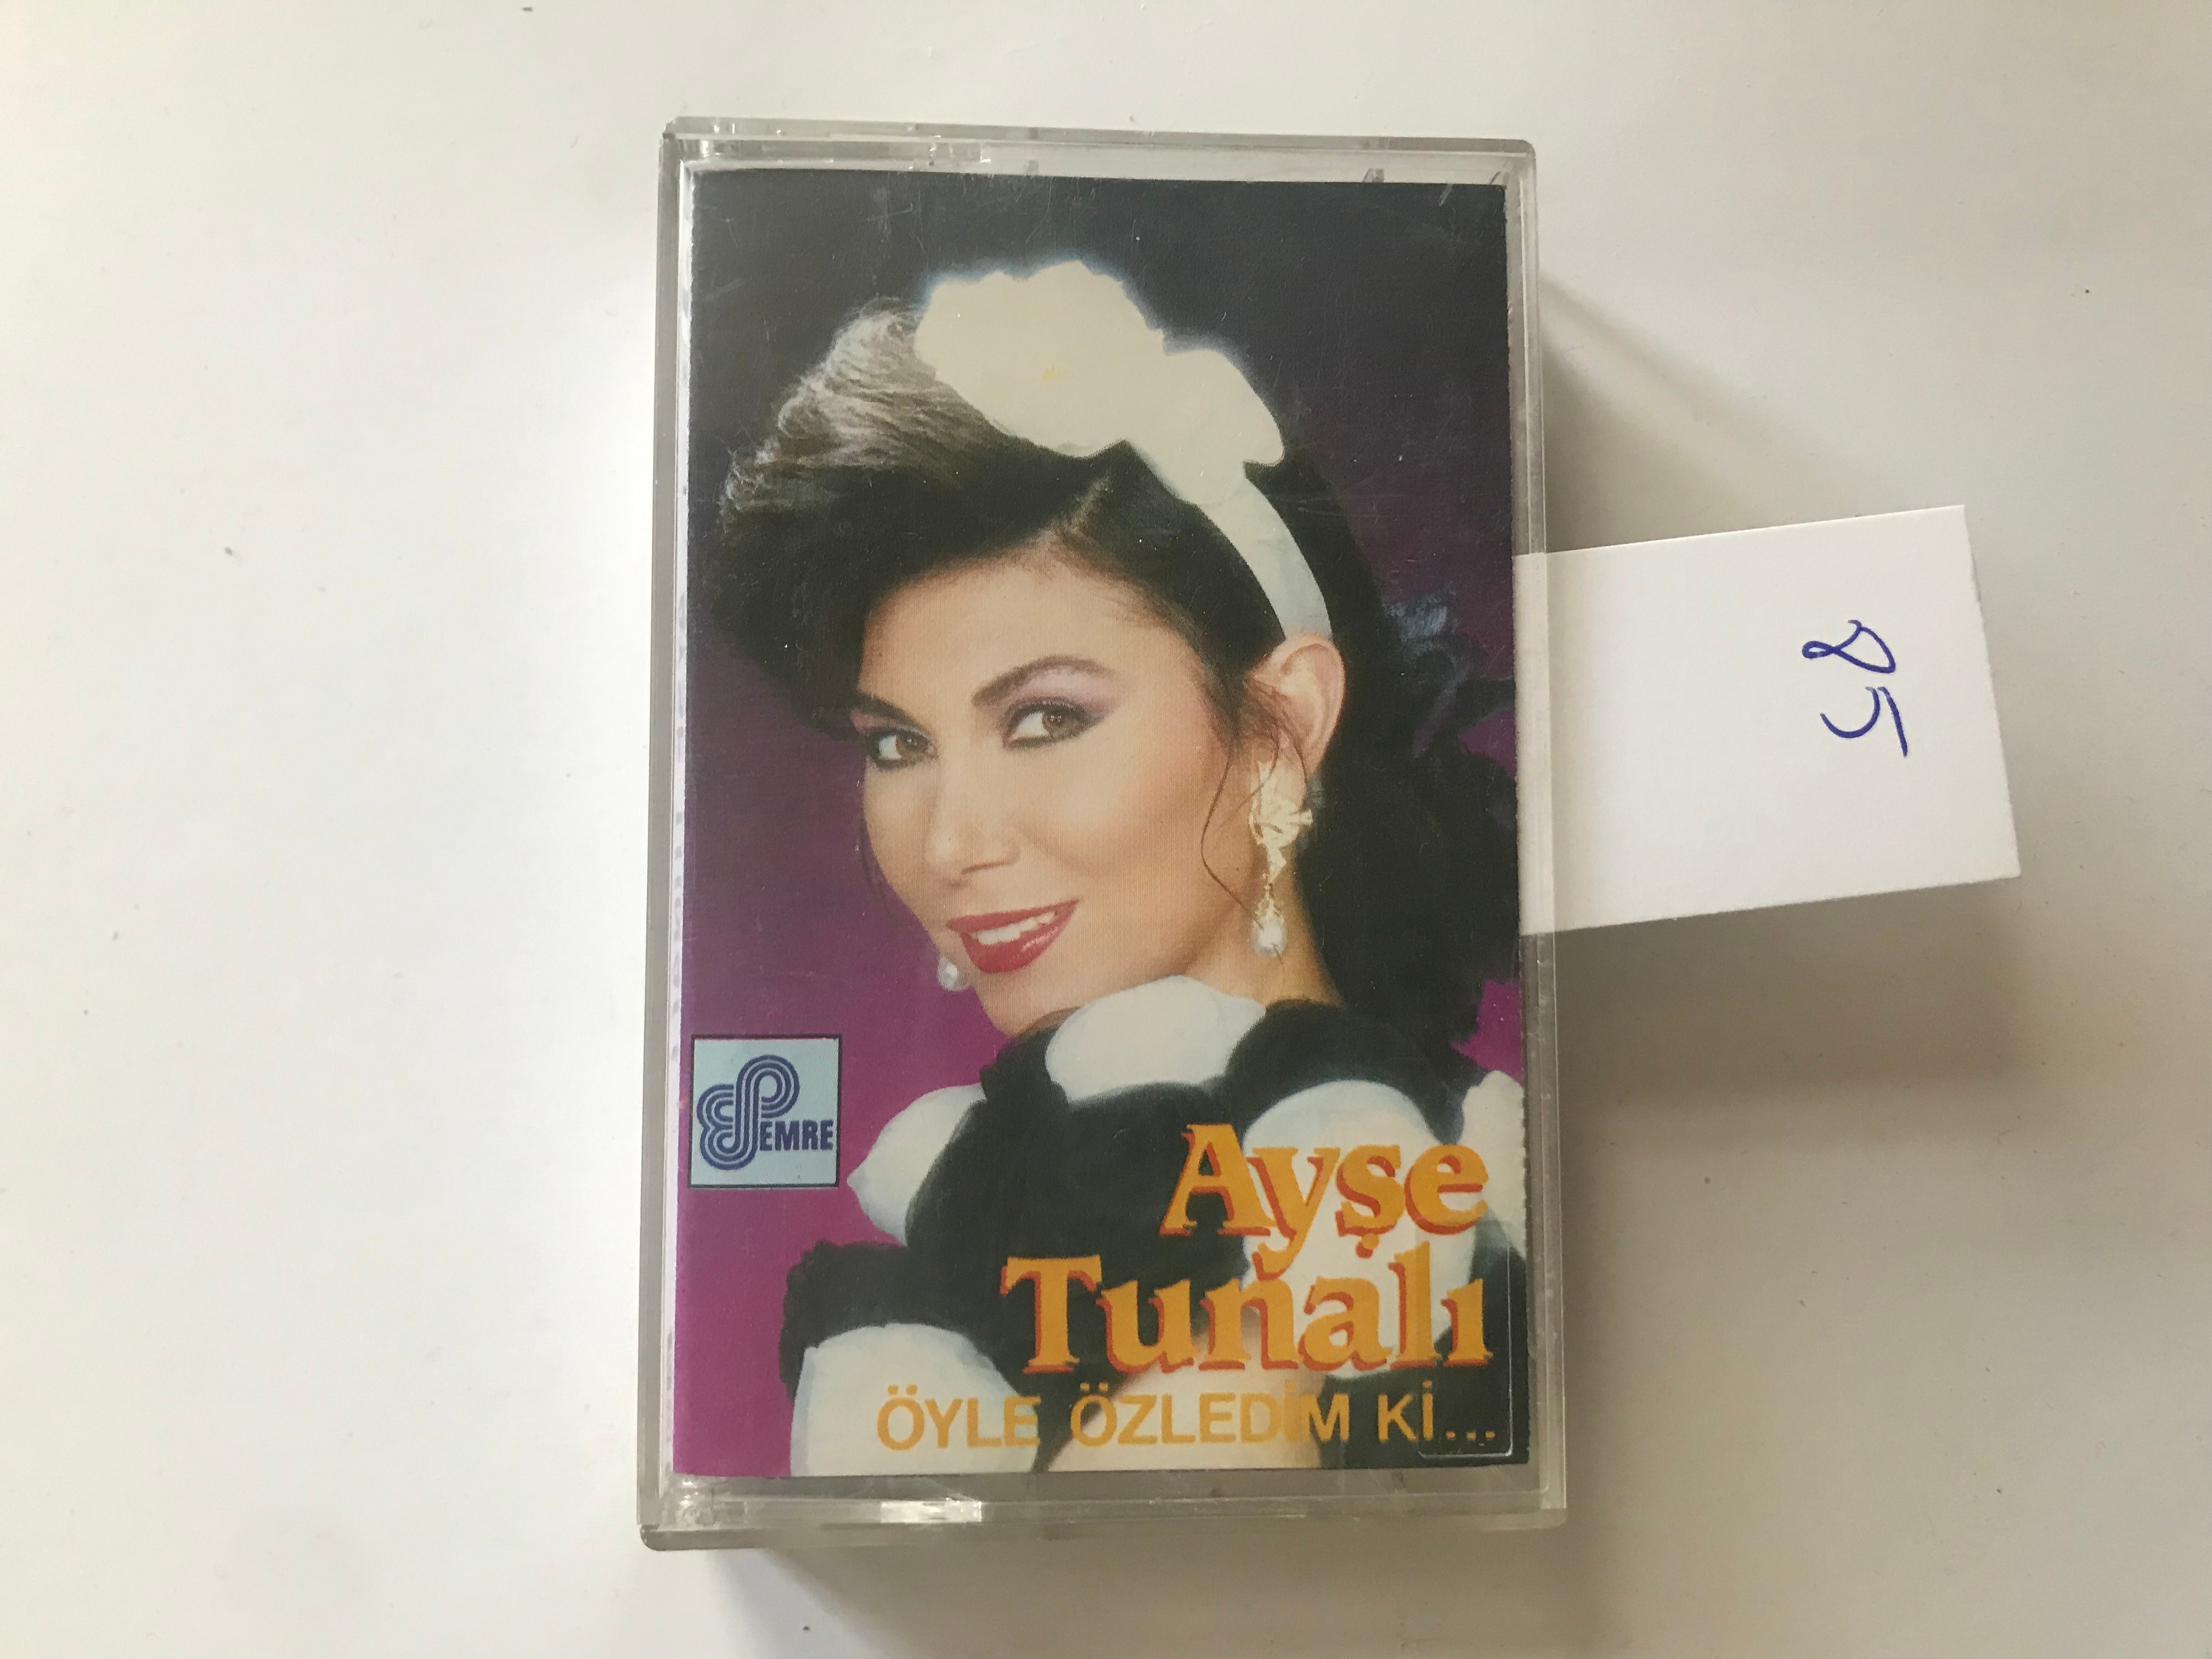 85
EMRE
Ayşe
Tunalı
ÖYLE ÖZLEDİM Kİ...